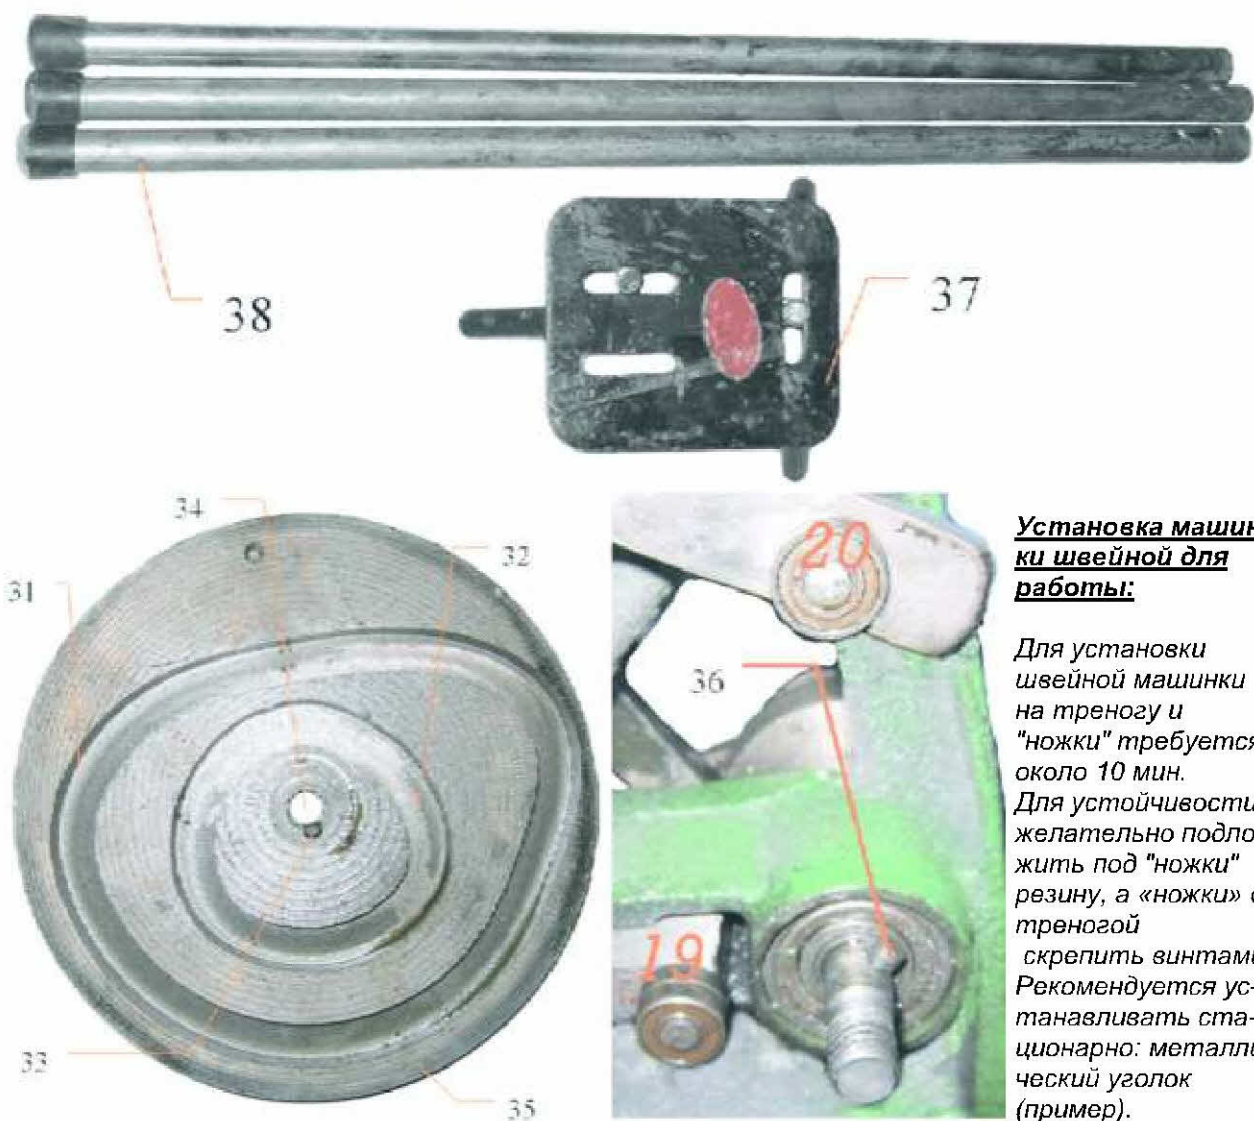 38
37
34
32
31
33
35
20
36
19
Установка машин
ки швейной для
работы:
Для установки
швейной машинки
на треногу и
"ножки" требуется
около 10 мин.
Для устойчивости
желательно подло
жить под "ножки"
резину, а «ножки»
треногой
скрепить винтами
Рекомендуется ус-
танавливать ста-
ционарно: металли
ческий уголок
(пример).